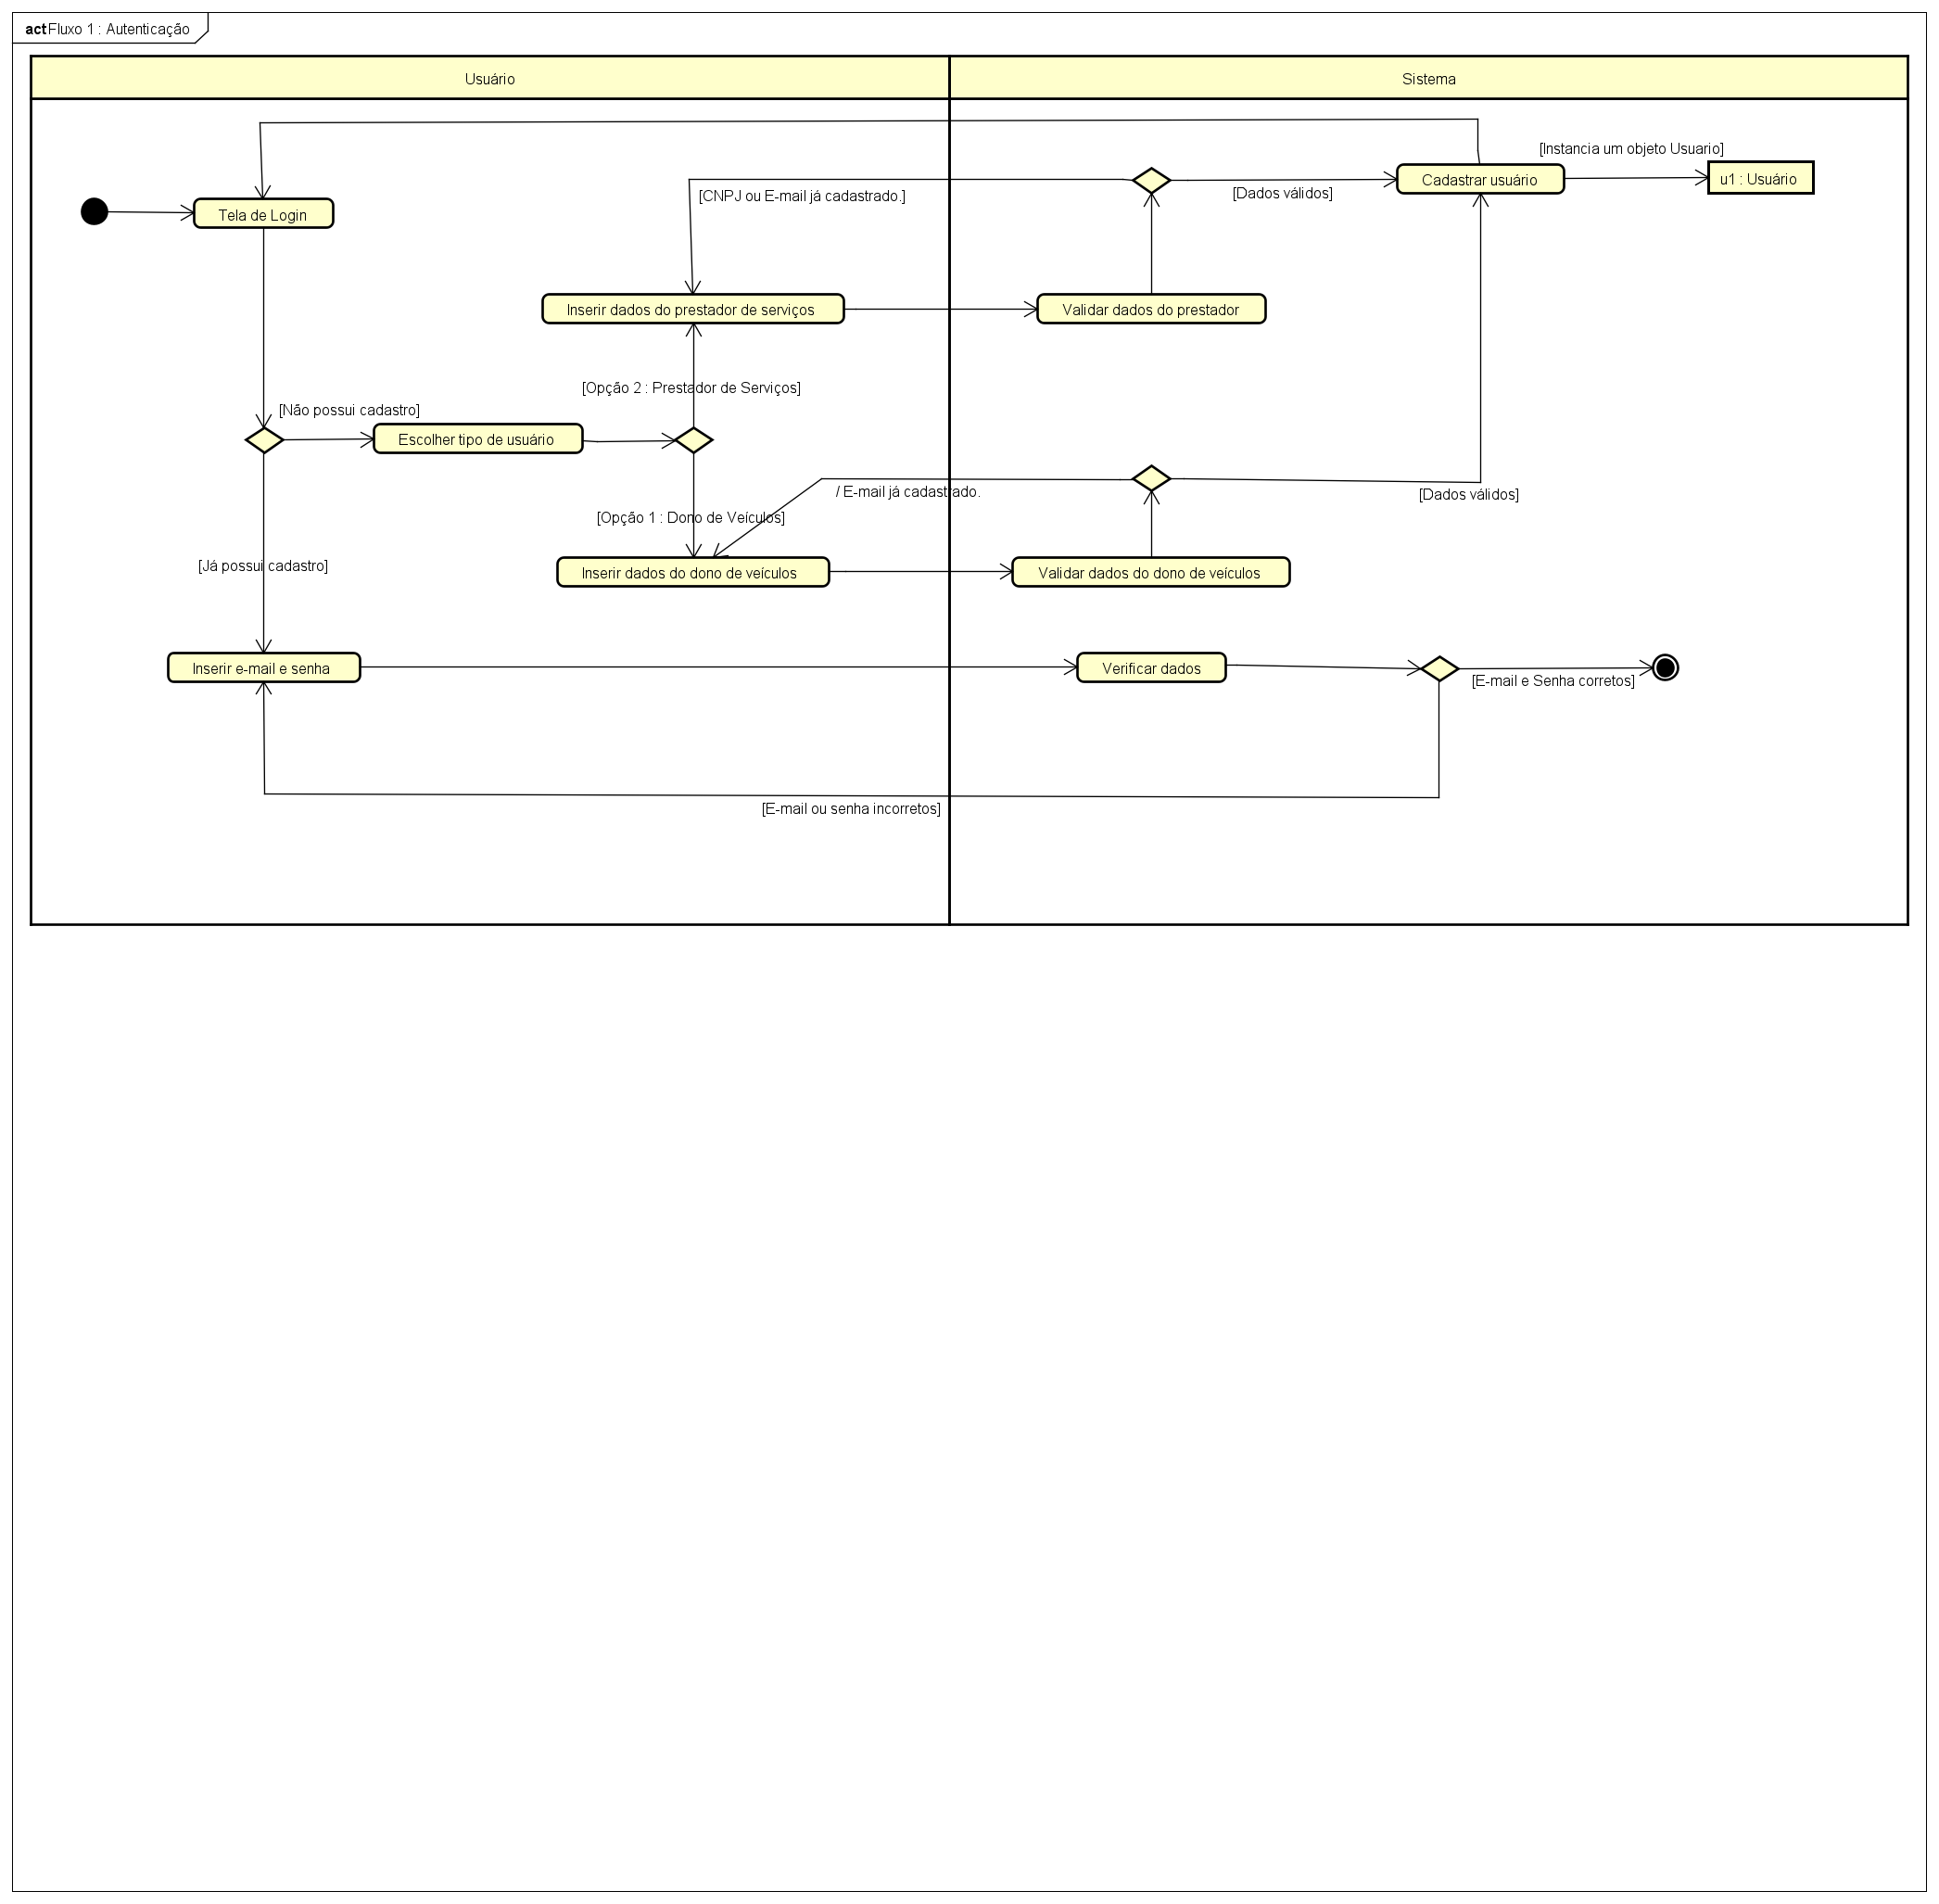 act Fluxo 1 : Autenticação
Usuário
Sistema
[Instancia um objeto Usuario]
Cadastrar usuário
u1 : Usuário
[CNPJ ou E-mail já cadastrado.]
[Dados válidos]
Tela de Login
Inserir dados do prestador de serviços
Validar dados do prestador
[Opção 2 : Prestador de Serviços]
[Não possui cadastro]
Escolher tipo de usuário
/ E-mail já cadastrado.
[Dados válidos]
[Opção 1 : Dono de Veículos]
[Já possui cadastro]
Inserir dados do dono de veículos
Validar dados do dono de veículos
Inserir e-mail e senha
Verificar dados
[E-mail e Senha corretos]
[E-mail ou senha incorretos]